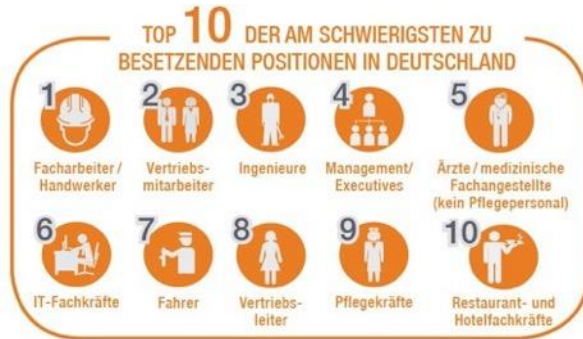 TOP 10 DER AM SCHWIERIGSTEN ZU
BESETZENDEN POSITIONEN IN DEUTSCHLAND
1
Facharbeiter/
Handwerker
2
Vertriebs-
mitarbeiter
3
Ingenieure
4
Management/
Executives
5
Ärzte/medizinische
Fachangestellte
(kein Pflegepersonal)
6
IT-Fachkräfte
7
Fahrer
8
Vertriebs-
leiter
9
Pflegekräfte
10
Restaurant- und
Hotelfachkräfte